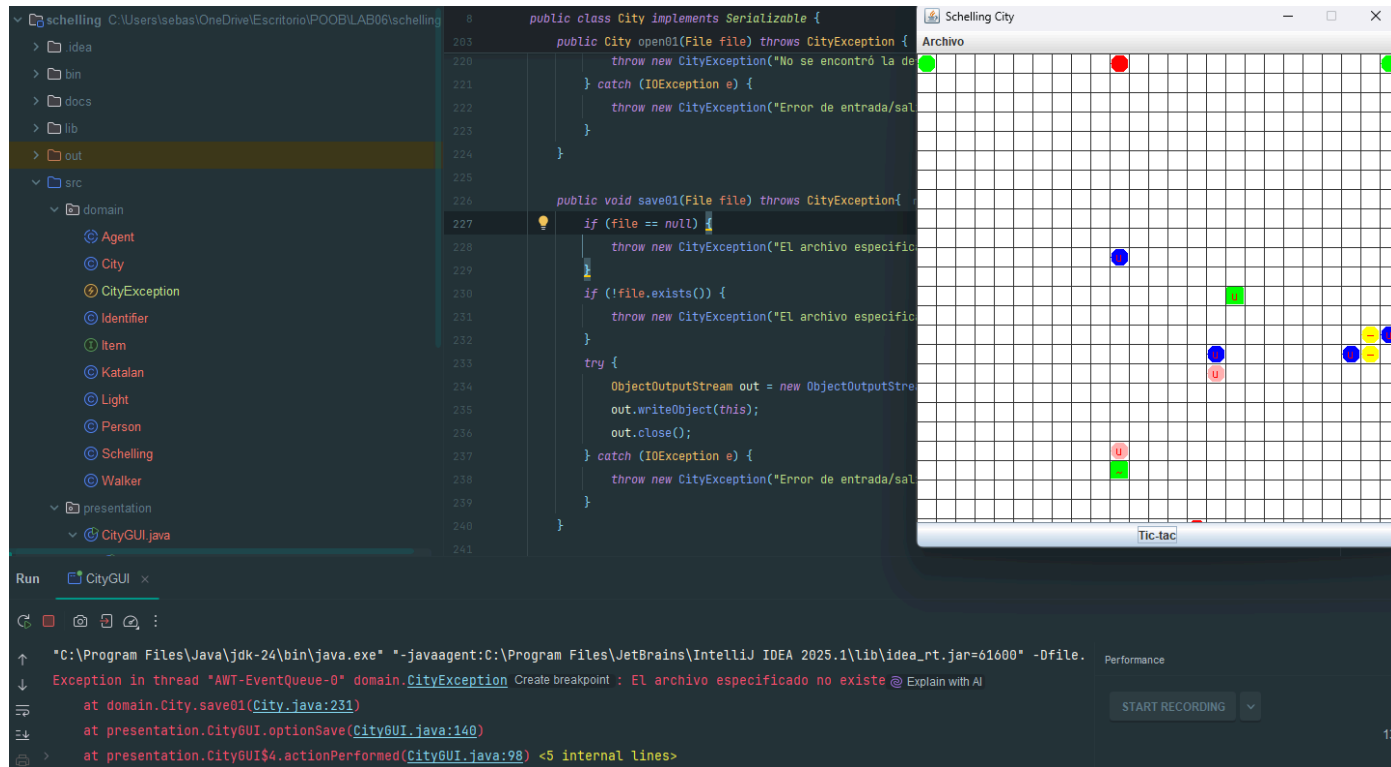 schelling C:\Users\sebas\OneDrive\Escritorio\POOB\LAB06\schelling
.idea
bin
docs
lib
out
src
domain
Agent
City
CityException
Identifier
Item
Katalan
Light
Person
Schelling
Walker
presentation
CityGUI.java
8 public class City implements Serializable {
203 public City open01(File file) throws CityException {
220 throw new CityException("No se encontró la de
221 } catch (IOException e) {
222 throw new CityException("Error de entrada/sal
223 }
224 }
225
226 public void save01(File file) throws CityException{
227 if (file == null) {
228 throw new CityException("El archivo especific
229 }
230 if (!file.exists()) {
231 throw new CityException("El archivo especific
232 }
233 try {
234 ObjectOutputStream out = new ObjectOutputStre
235 out.writeObject(this);
236 out.close();
237 } catch (IOException e) {
238 throw new CityException("Error de entrada/sal
239 }
240 }
241
Schelling City
Archivo
u
u
_
u
u
u
_
u
u
~
Tic-tac
Run CityGUI
"C:\Program Files\Java\jdk-24\bin\java.exe" "-javaagent:C:\Program Files\JetBrains\IntelliJ IDEA 2025.1\lib\idea_rt.jar=61600" -Dfile.
Exception in thread "AWT-EventQueue-0" domain.CityException Create breakpoint : El archivo especificado no existe Explain with AI
at domain.City.save01(City.java:231)
at presentation.CityGUI.optionSave(CityGUI.java:140)
at presentation.CityGUI$4.actionPerformed(CityGUI.java:98) <5 internal lines>
Performance
START RECORDING